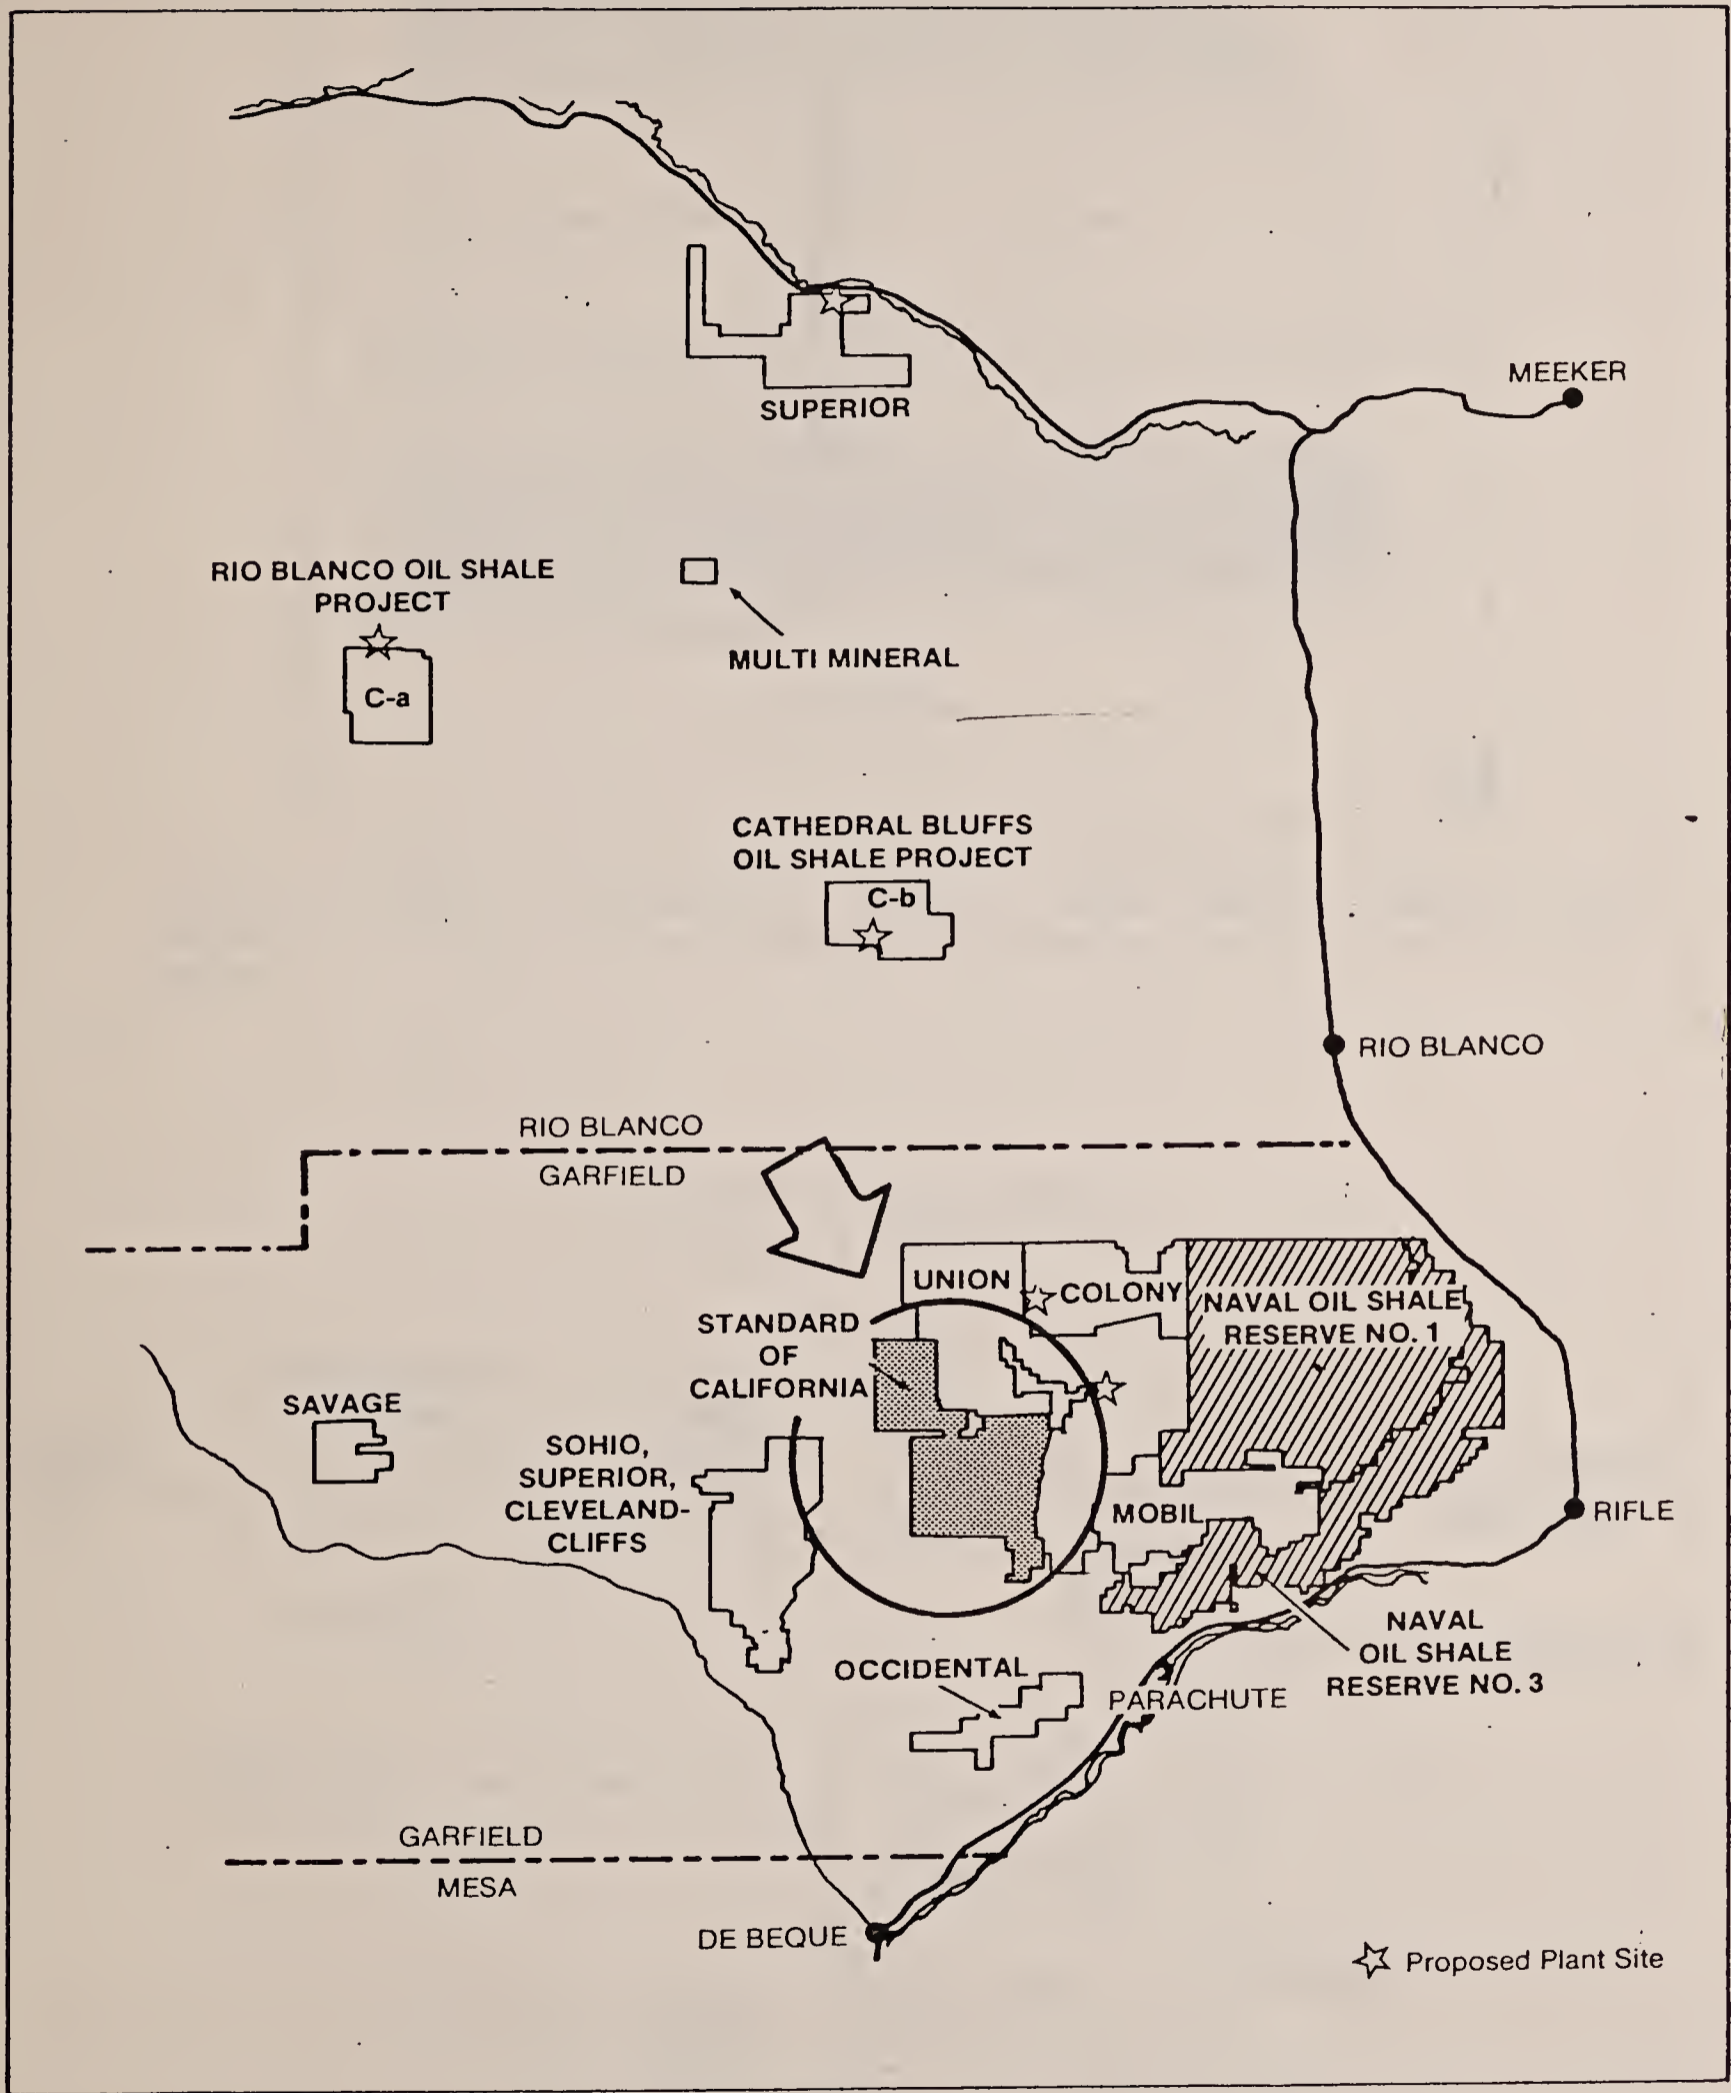 MEEKER
SUPERIOR
RIO BLANCO OIL SHALE
PROJECT
C-a
MULTI MINERAL
CATHEDRAL BLUFFS
OIL SHALE PROJECT
C-b
RIO BLANCO
RIO BLANCO
GARFIELD
UNION
COLONY
NAVAL OIL SHALE
RESERVE NO. 1
STANDARD
OF
CALIFORNIA
SAVAGE
SOHIO,
SUPERIOR,
CLEVELAND-
CLIFFS
MOBIL
RIFLE
NAVAL
OIL SHALE
RESERVE NO. 3
OCCIDENTAL
PARACHUTE
GARFIELD
MESA
DE BEQUE
Proposed Plant Site